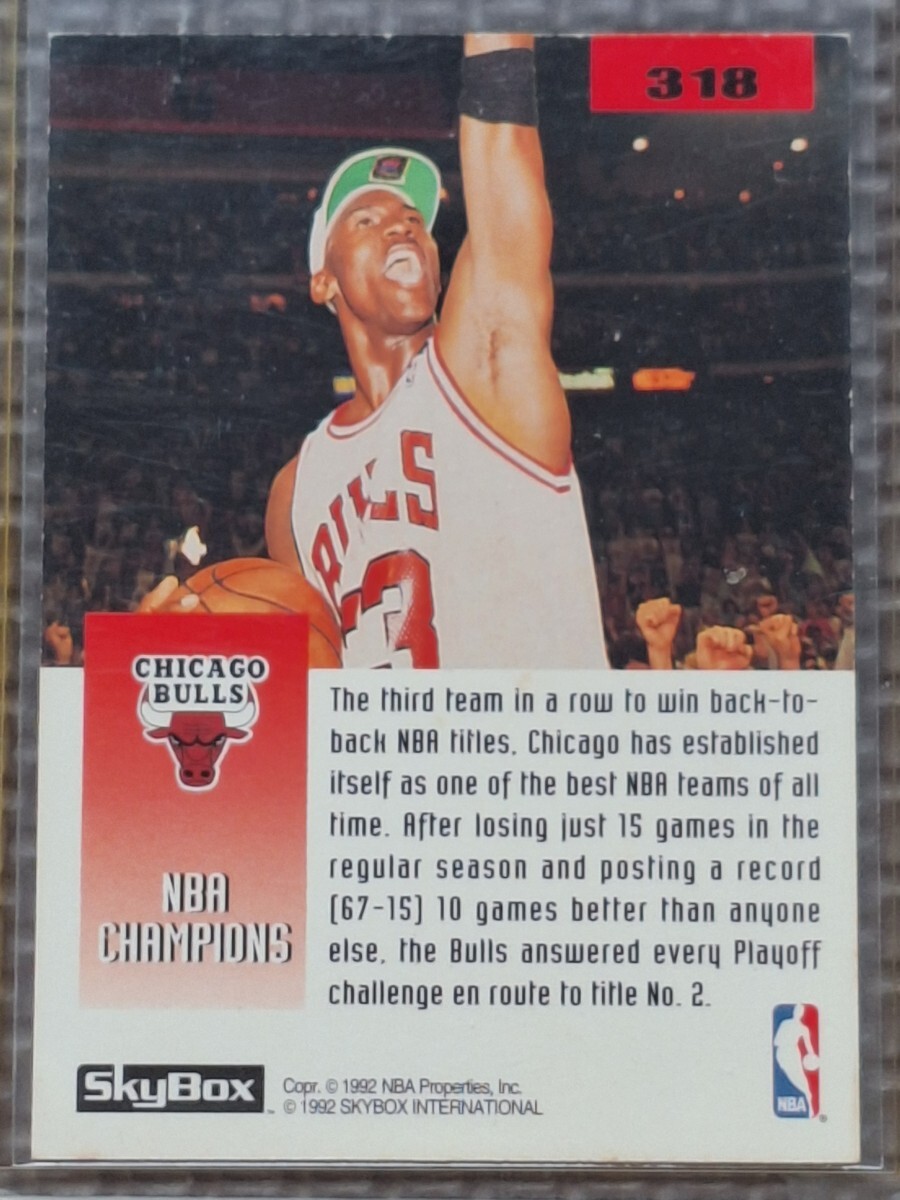 318
BULLS
3
CHICAGO
BULLS
NBA
CHAMPIONS
The third team in a row to win back-to-
back NBA titles, Chicago has established
itself as one of the best NBA teams of all
time. After losing just 15 games in the
regular season and posting a record
(67-15) 10 games better than anyone
else, the Bulls answered every Playoff
challenge en route to title No. 2.
SkyBox™
Copr. © 1992 NBA Properties, Inc.
© 1992 SKYBOX INTERNATIONAL
NBA®